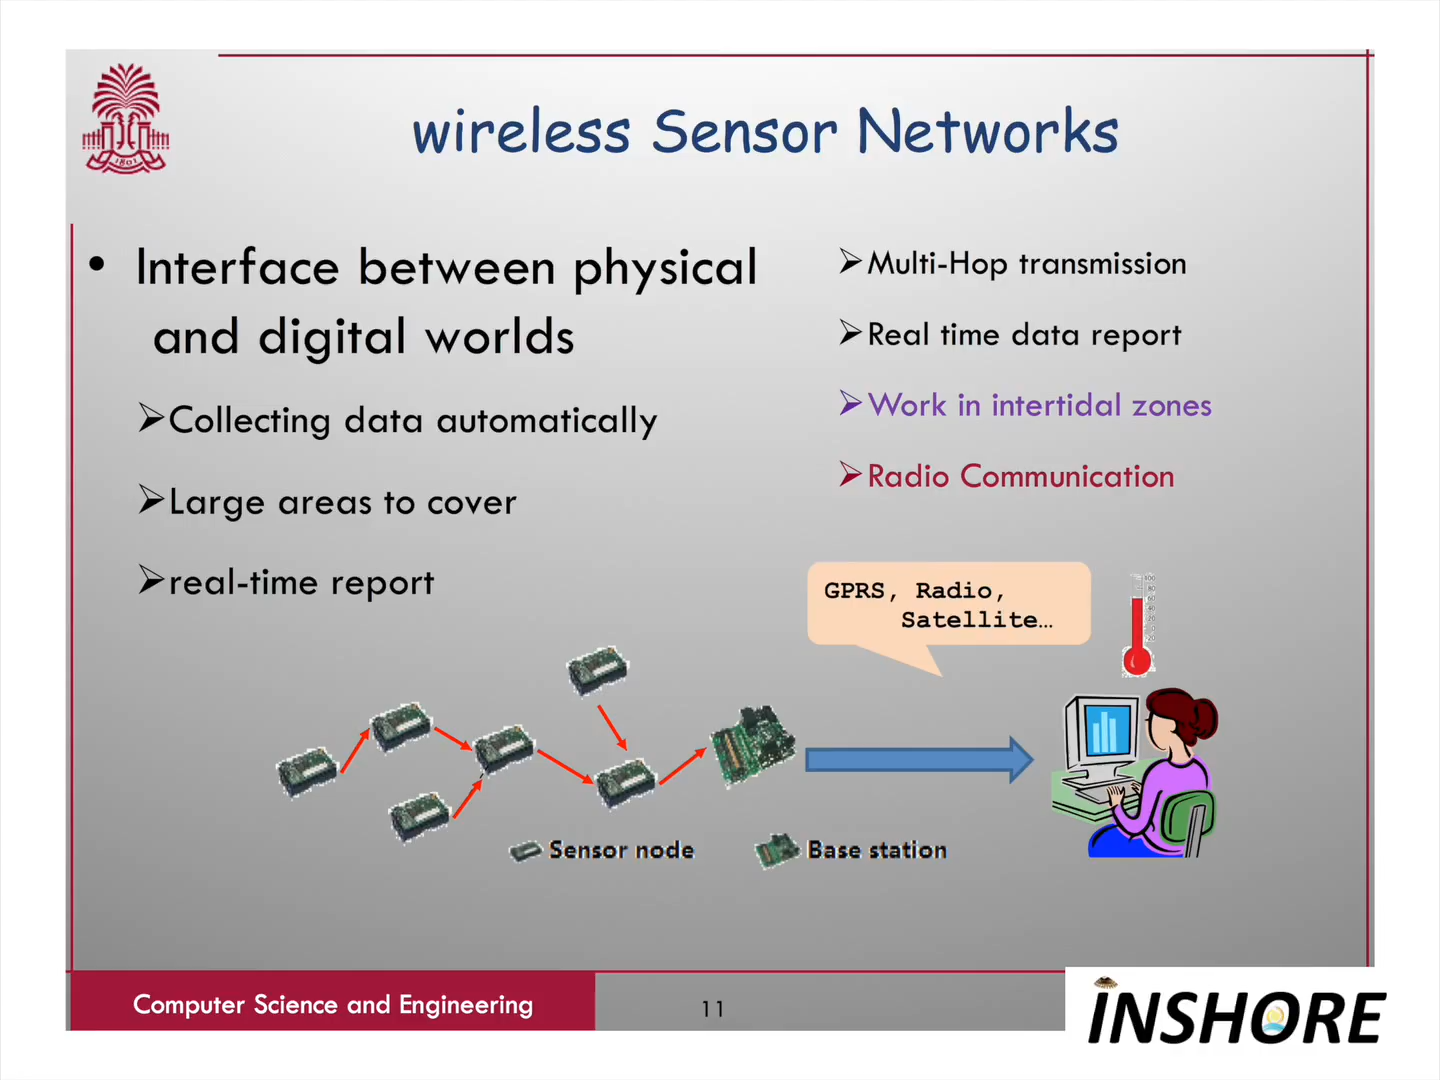 wireless Sensor Networks
• Interface between physical
and digital worlds
➢Collecting data automatically
➢Large areas to cover
➢real-time report
➢Multi-Hop transmission
➢Real time data report
➢Work in intertidal zones
➢Radio Communication
GPRS, Radio,
Satellite…
Sensor node
Base station
1801
Computer Science and Engineering
11
INSHORE